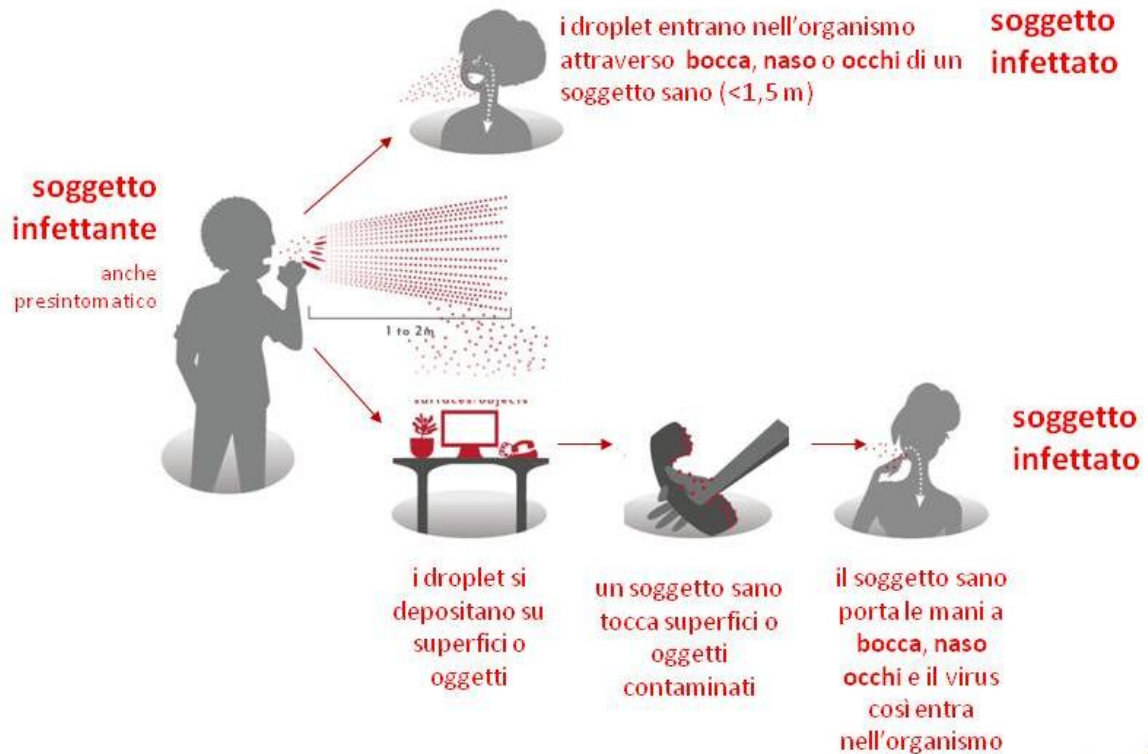 i droplet entrano nell'organismo
attraverso bocca, naso o occhi di un
soggetto sano (<1,5 m)
soggetto
infettato
soggetto
infettante
anche
presintomatico
1 to 2m
surfaces/objects
soggetto
infettato
i droplet si
depositano su
superfici o
oggetti
un soggetto sano
tocca superfici o
oggetti
contaminati
il soggetto sano
porta le mani a
bocca, naso
occhi e il virus
così entra
nell'organismo